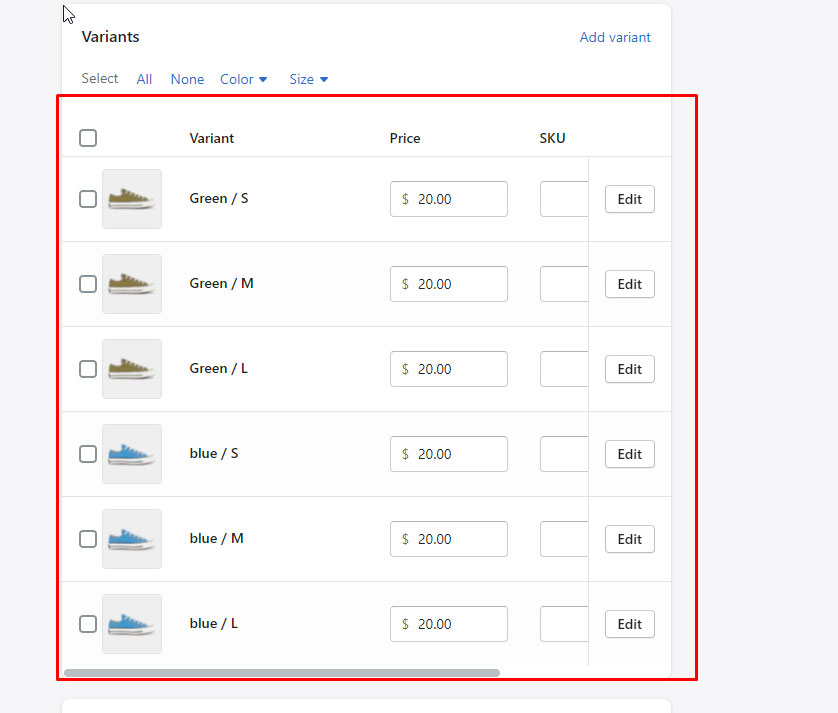 Variants Add variant
Select All None Color Size
Variant Price SKU
Green / S $ 20.00 Edit
Green / M $ 20.00 Edit
Green / L $ 20.00 Edit
blue / S $ 20.00 Edit
blue / M $ 20.00 Edit
blue / L $ 20.00 Edit